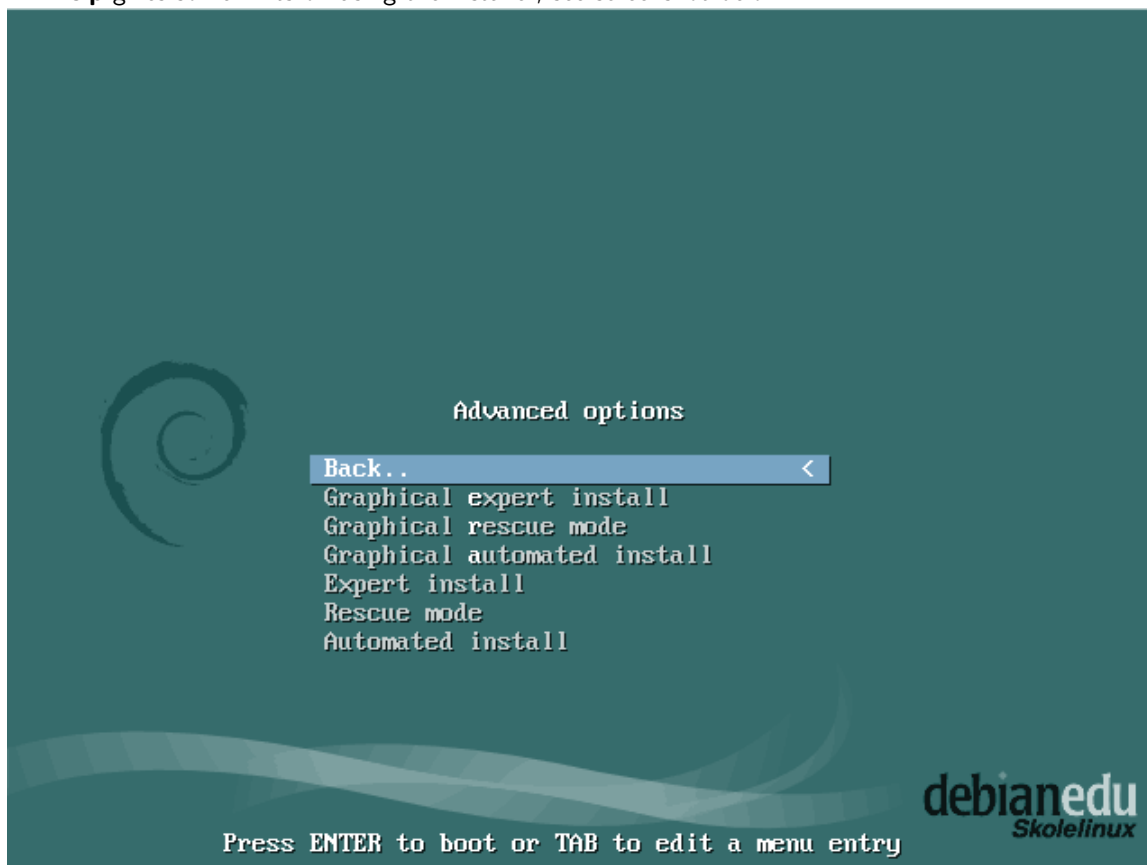 Advanced options
Back.. <
Graphical expert install
Graphical rescue mode
Graphical automated install
Expert install
Rescue mode
Automated install
debianedu
Skolelinux
Press ENTER to boot or TAB to edit a menu entry